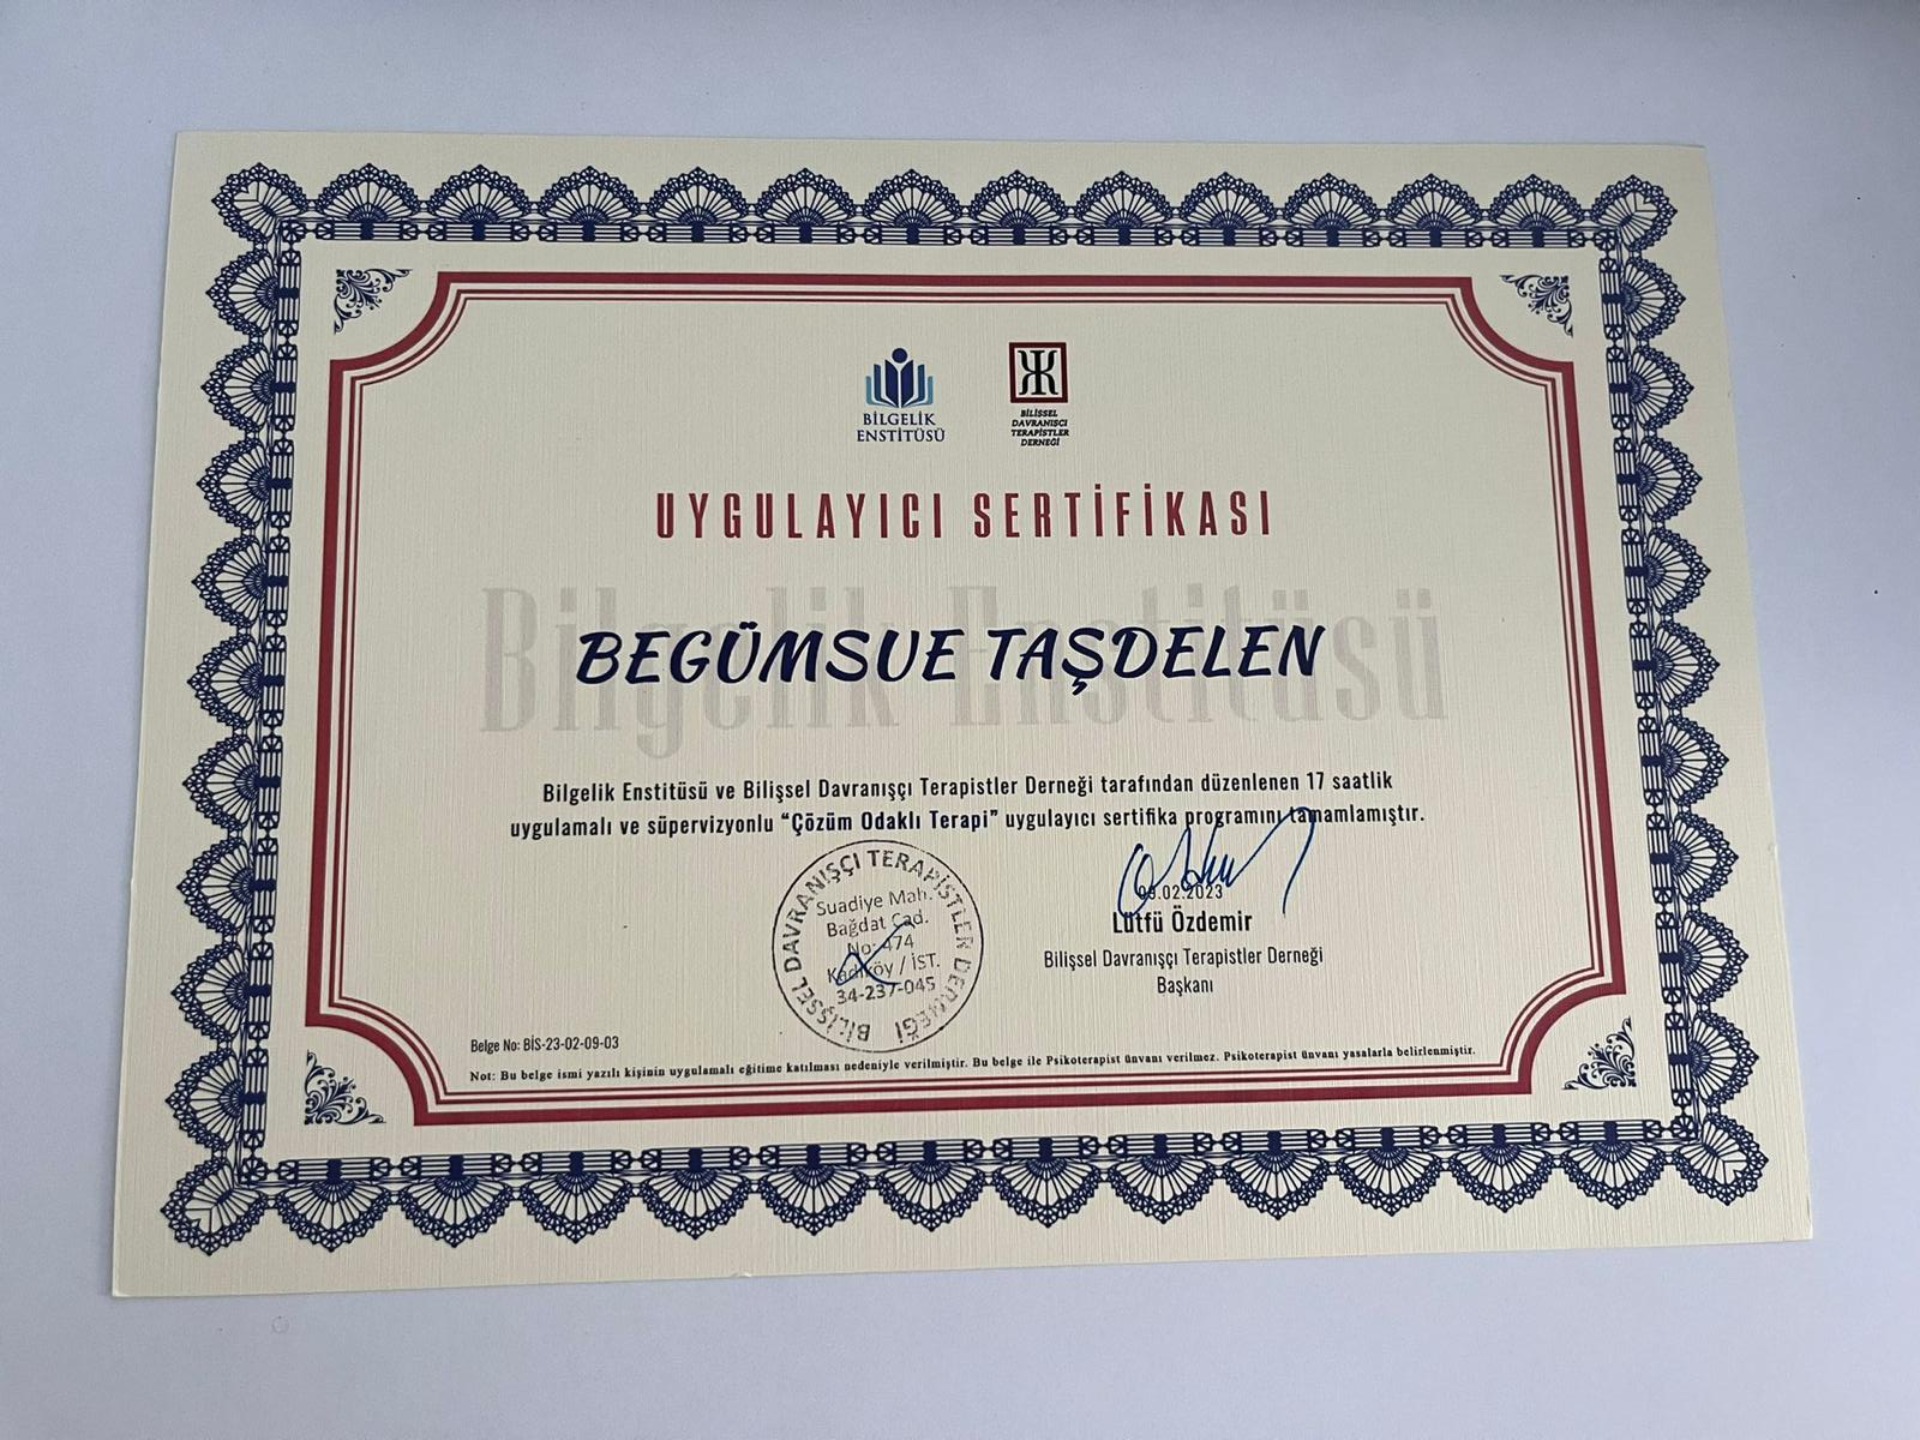 BİLGELİK
ENSTİTÜSÜ
BİLİSSEL
DAVRANISCI
TERAPİSTLER
DERNEĞİ
UYGULAYICI SERTİFİKASI
Bilgelik Enstitüsü
BEGÜMSUE TAŞDELEN
Bilgelik Enstitüsü ve Bilişsel Davranışçı Terapistler Derneği tarafından düzenlenen 17 saatlik
uygulamalı ve süpervizyonlu “Çözüm Odaklı Terapi” uygulayıcı sertifika programını tamamlamıştır.
BİLİŞSEL DAVRANIŞÇI TERAPİSTLER DERNEĞİ
Suadiye Mah.
Bağdat Cad.
No: 474
Kadıköy / İST.
34-237-045
.02.2023
Lütfü Özdemir
Bilişsel Davranışçı Terapistler Derneği
Başkanı
Belge No: BİS-23-02-09-03
Not: Bu belge ismi yazılı kişinin uygulamalı eğitime katılması nedeniyle verilmiştir. Bu belge ile Psikoterapist ünvanı verilmez. Psikoterapist ünvanı yasalarla belirlenmiştir.